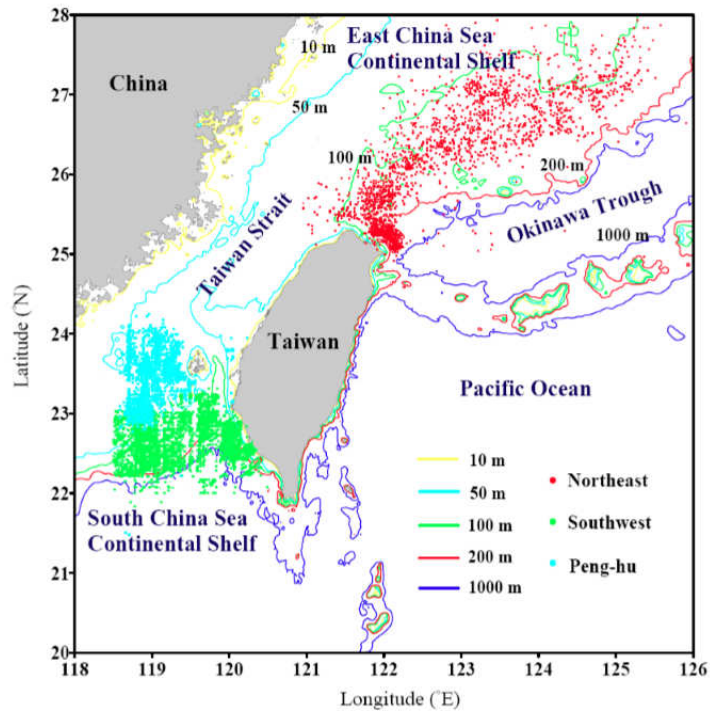 28
27
26
25
24
23
22
21
20
Latitude (°N)
118
119
120
121
122
123
124
125
126
Longitude (°E)
10 m
East China Sea
Continental Shelf
China
50 m
100 m
200 m
Okinawa Trough
1000 m
Taiwan Strait
Taiwan
Pacific Ocean
South China Sea
Continental Shelf
10 m
50 m
100 m
200 m
1000 m
Northeast
Southwest
Peng-hu